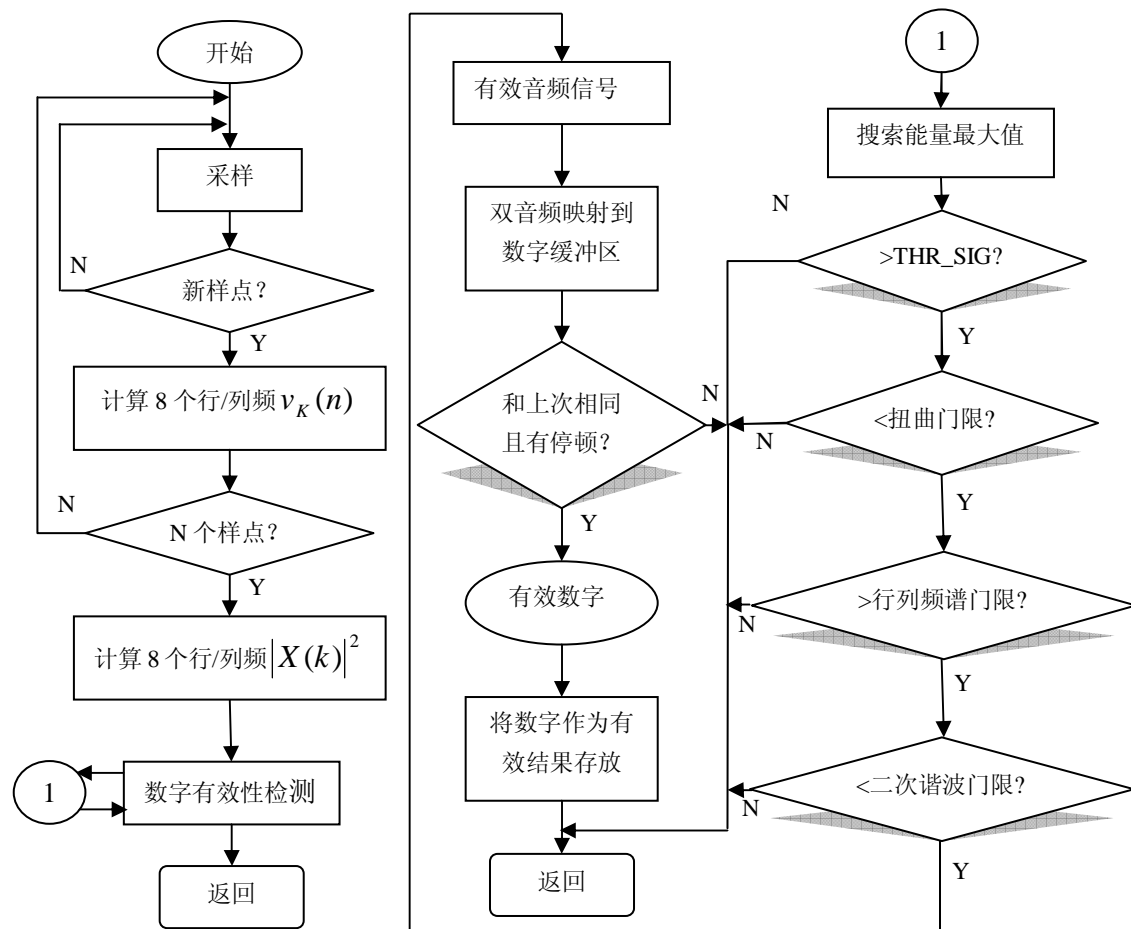 开始
采样
N
新样点？
Y
计算 8 个行/列频 v_K(n)
N
N 个样点？
Y
计算 8 个行/列频 |X(k)|^2
1
数字有效性检测
返回
有效音频信号
双音频映射到
数字缓冲区
和上次相同
且有停顿？
N
Y
有效数字
将数字作为有
效结果存放
返回
1
搜索能量最大值
N
>THR_SIG?
Y
<扭曲门限？
N
Y
>行列频谱门限？
N
Y
<二次谐波门限？
N
Y